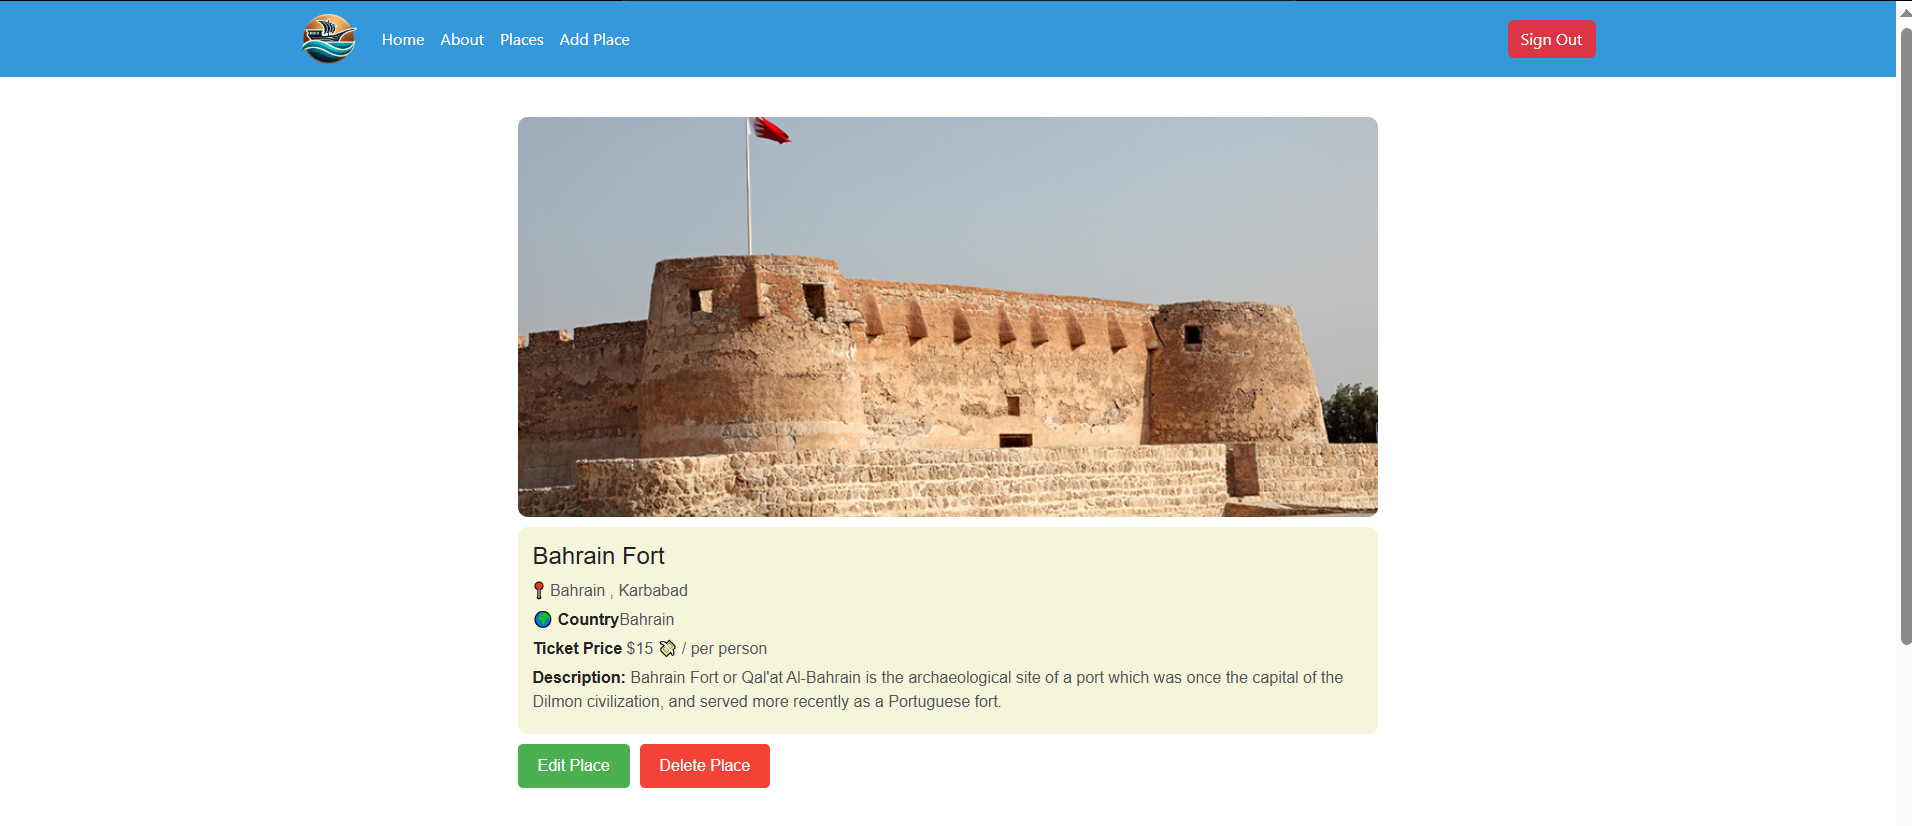 Home About Places Add Place Sign Out
Bahrain Fort
Bahrain , Karbabad
CountryBahrain
Ticket Price $15 / per person
Description: Bahrain Fort or Qal'at Al-Bahrain is the archaeological site of a port which was once the capital of the
Dilmon civilization, and served more recently as a Portuguese fort.
Edit Place Delete Place